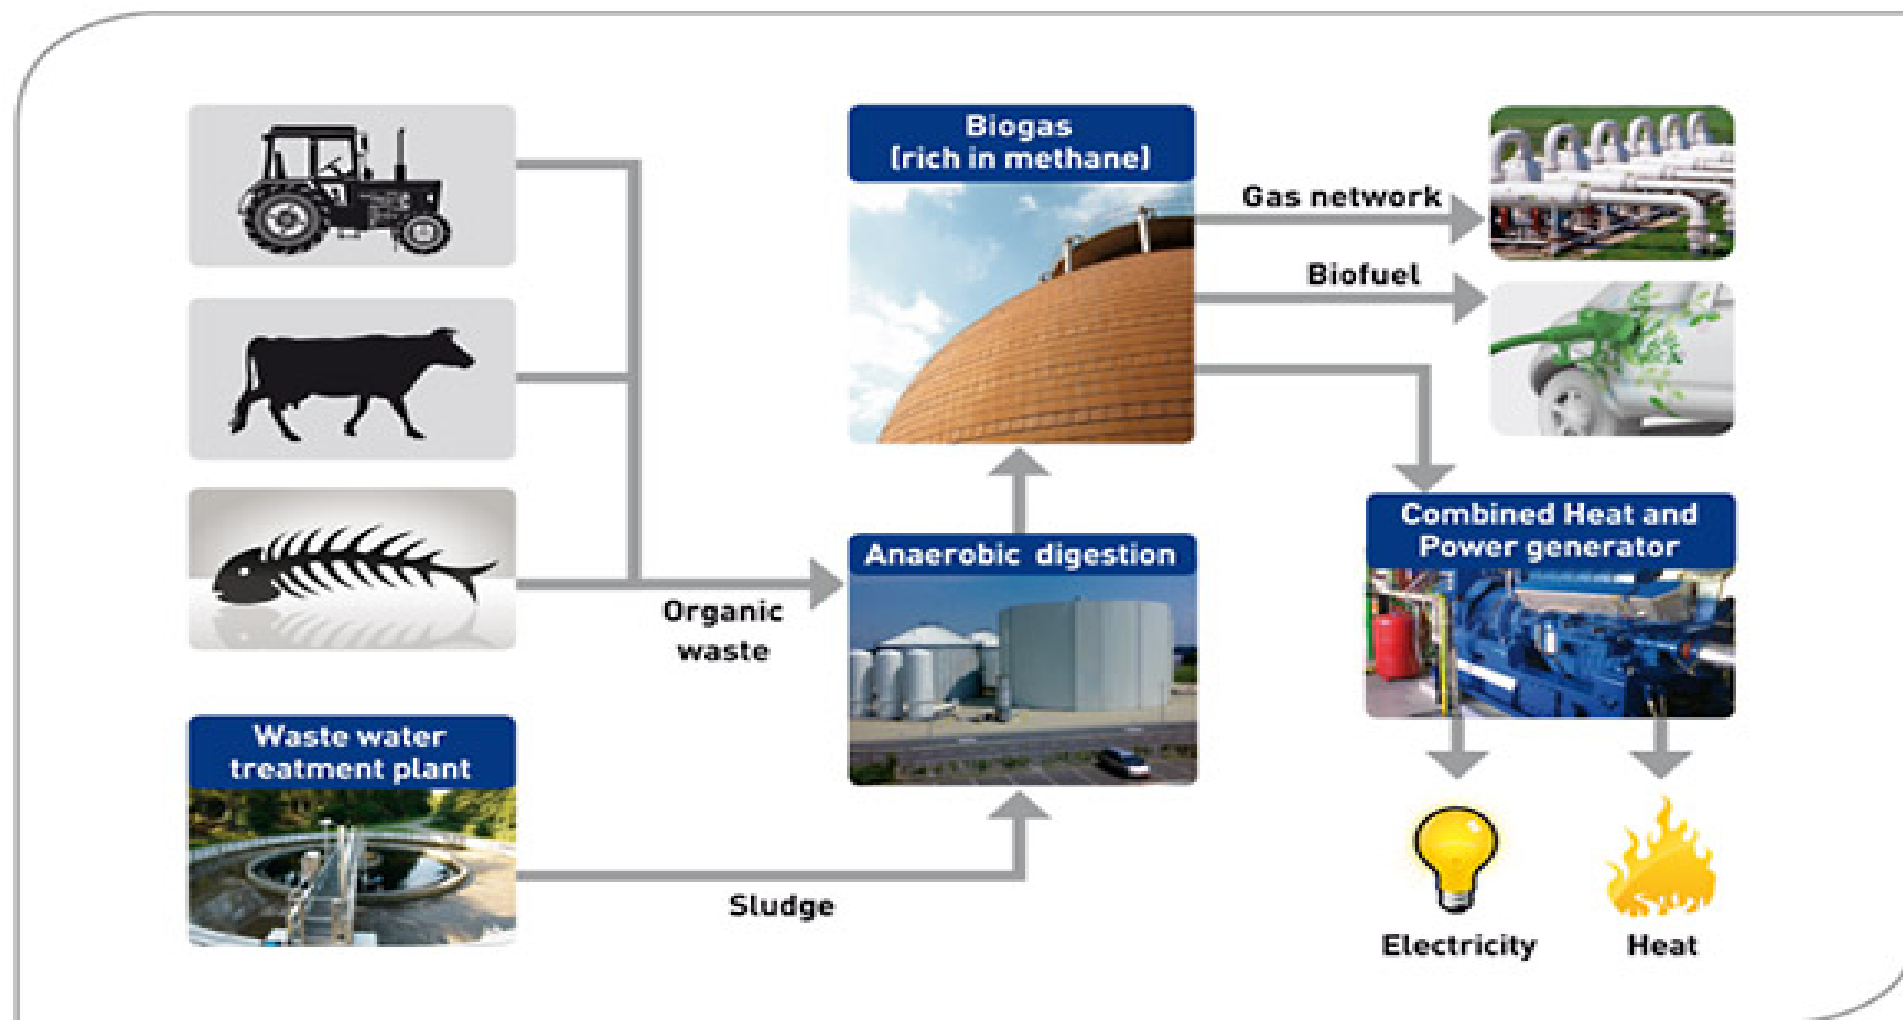 Biogas
(rich in methane)
Gas network
Biofuel
Combined Heat and
Power generator
Anaerobic digestion
Organic
waste
Waste water
treatment plant
Sludge
Electricity
Heat